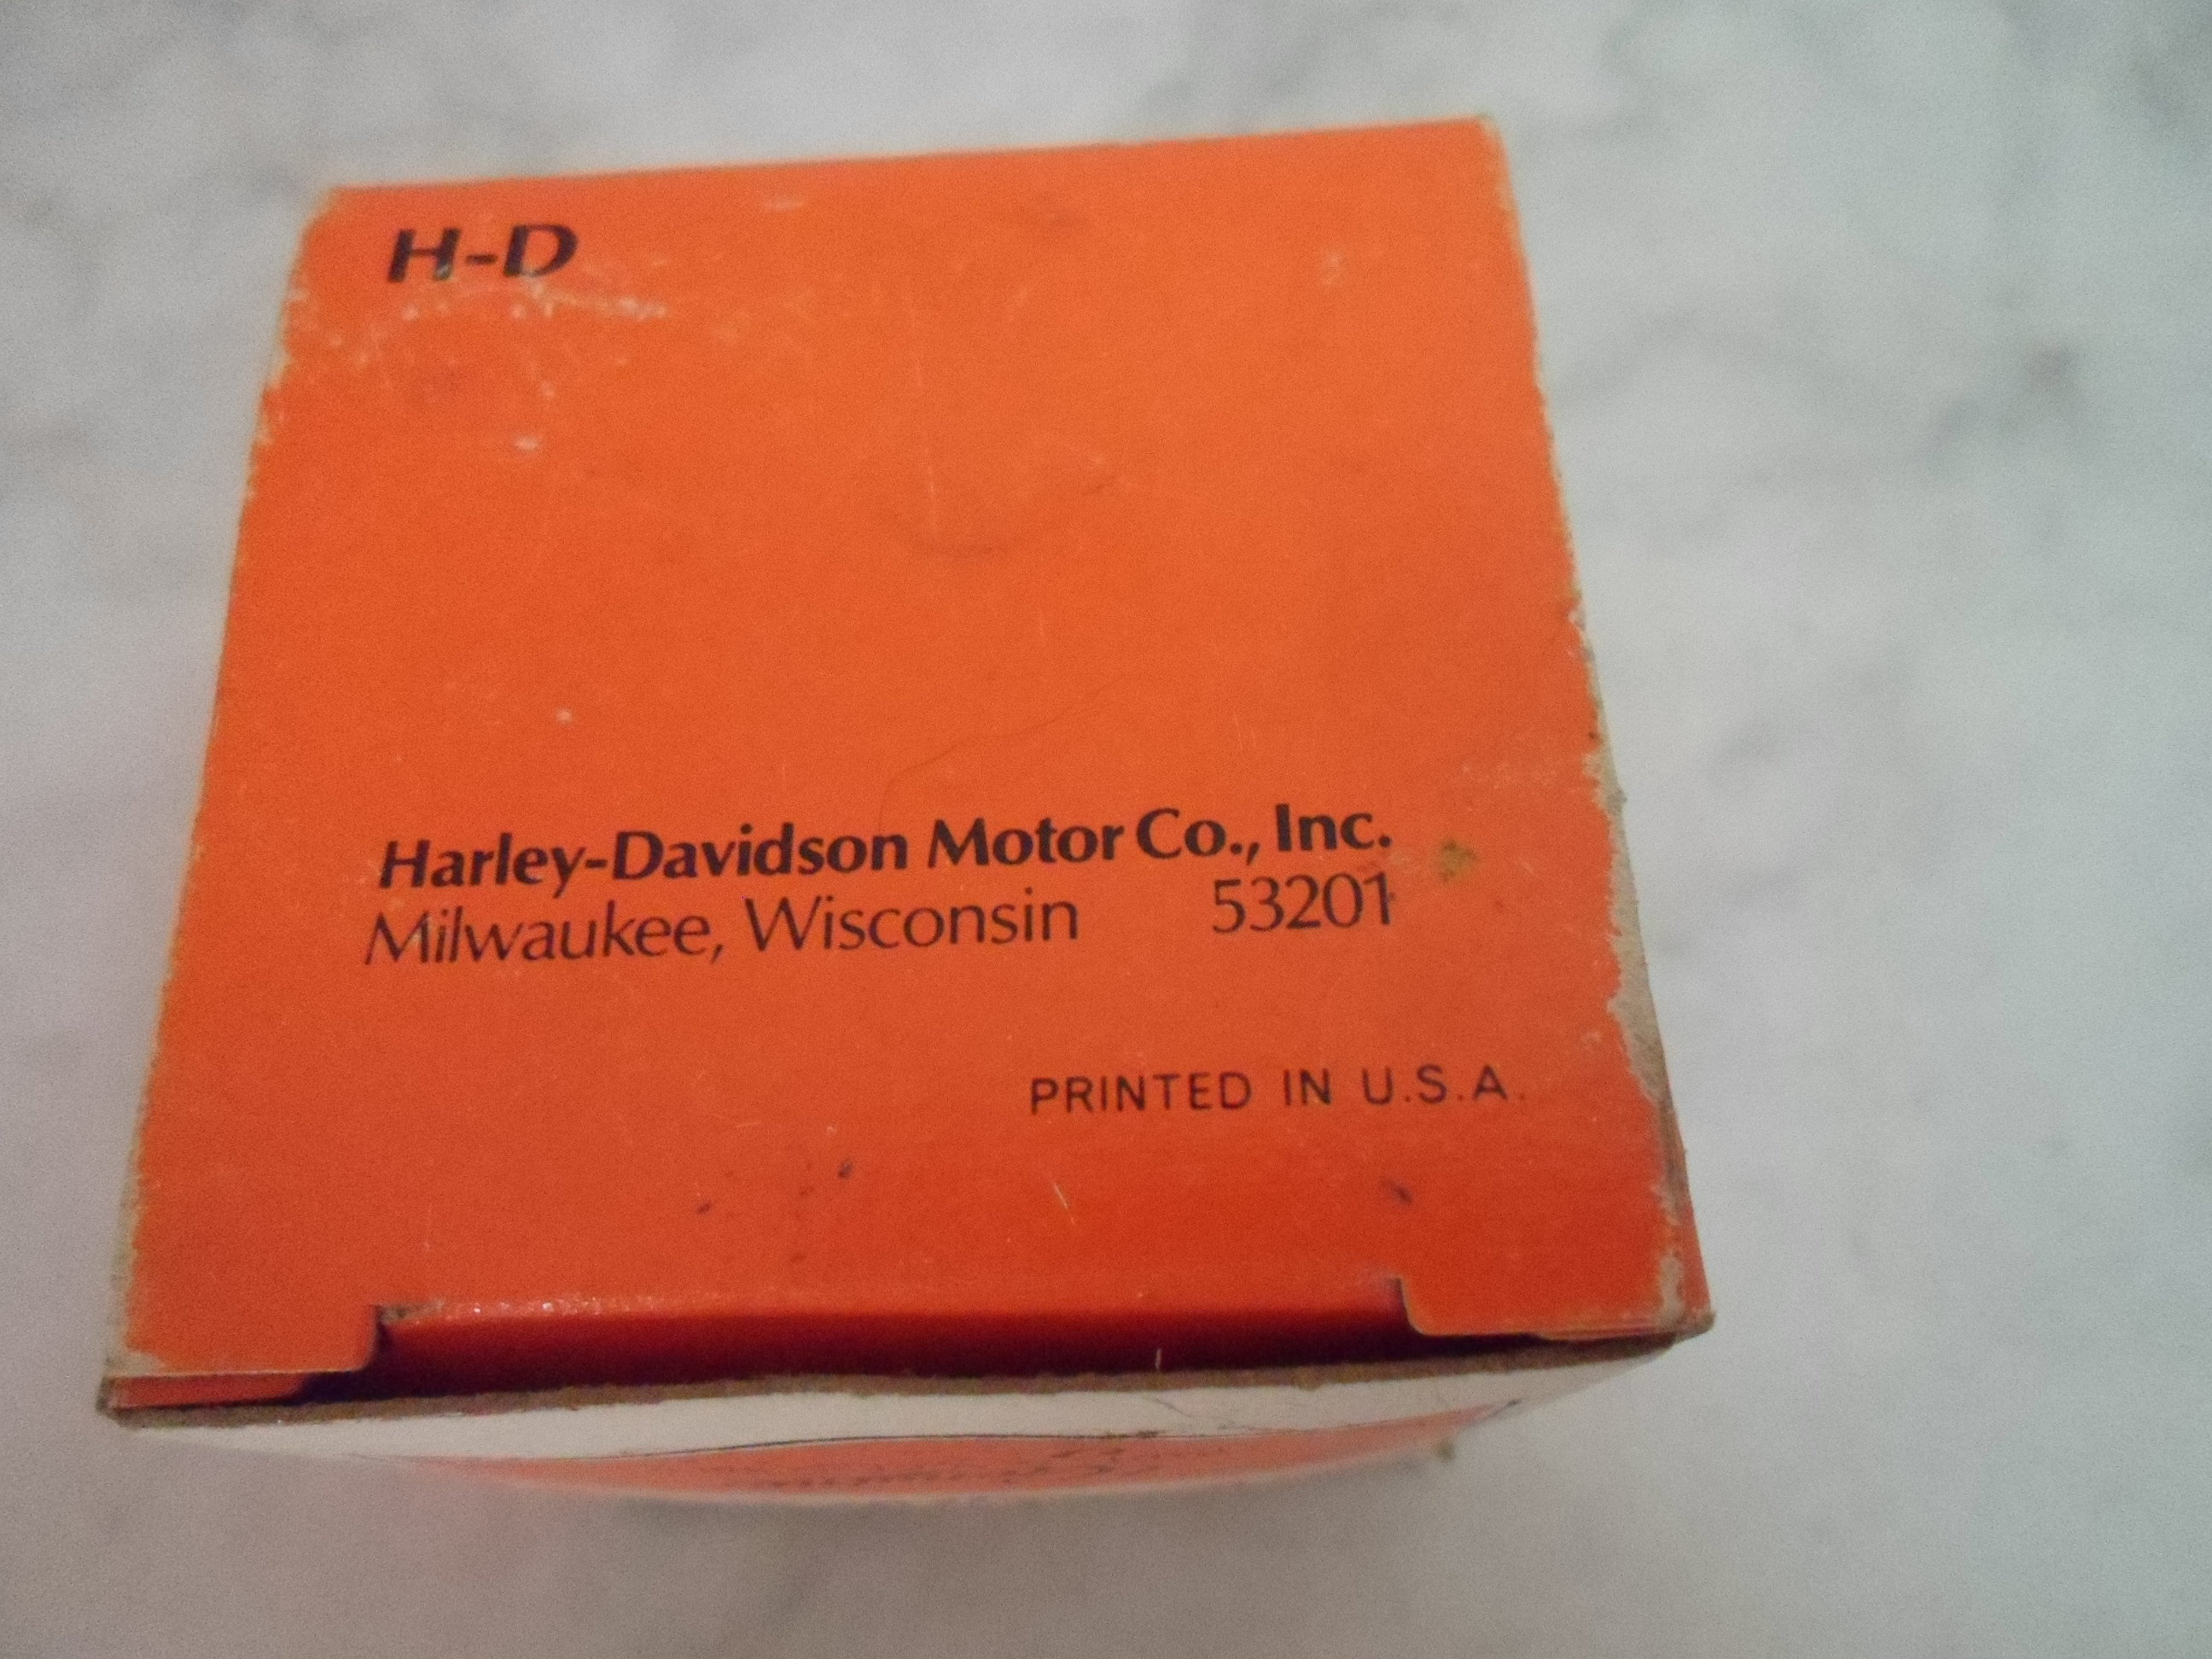 H-D
Harley-Davidson Motor Co., Inc.
Milwaukee, Wisconsin 53201
PRINTED IN U.S.A.